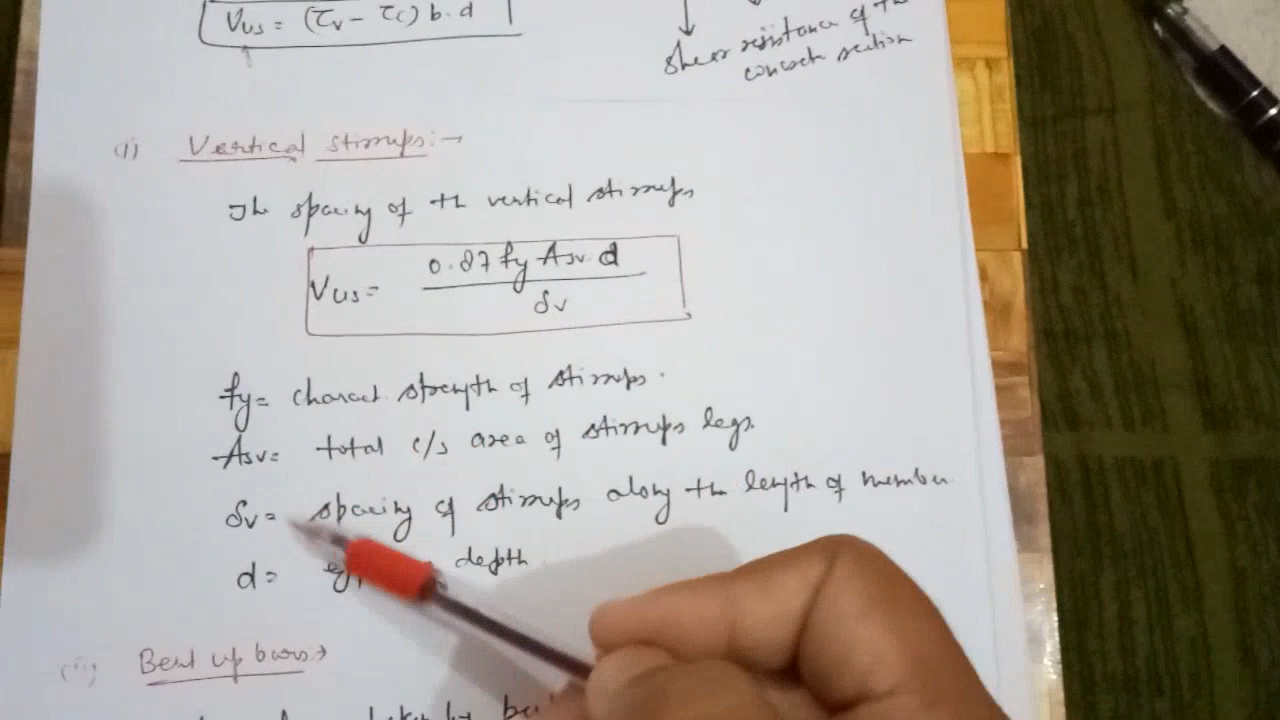 Vus = (τv - τc) b.d
shear resistance of the
concrete section
(i) Vertical stirrups:→
The spacing of the vertical stirrups
Vus = 0.87 fy Asv. d
Sv
fy = charact. strength of stirrups.
Asv = total c/s area of stirrups legs.
Sv = spacing of stirrups along the length of member
d = depth
(ii) Bent up bars:→